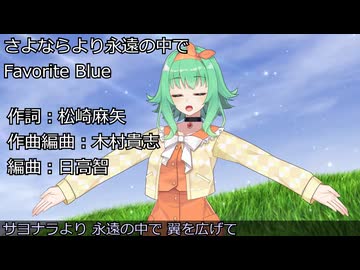 さよならより永遠の中で
Favorite Blue
作詞：松崎麻矢
作曲編曲：木村貴志
編曲：日高智
サヨナラより 永遠の中で 翼を広げて